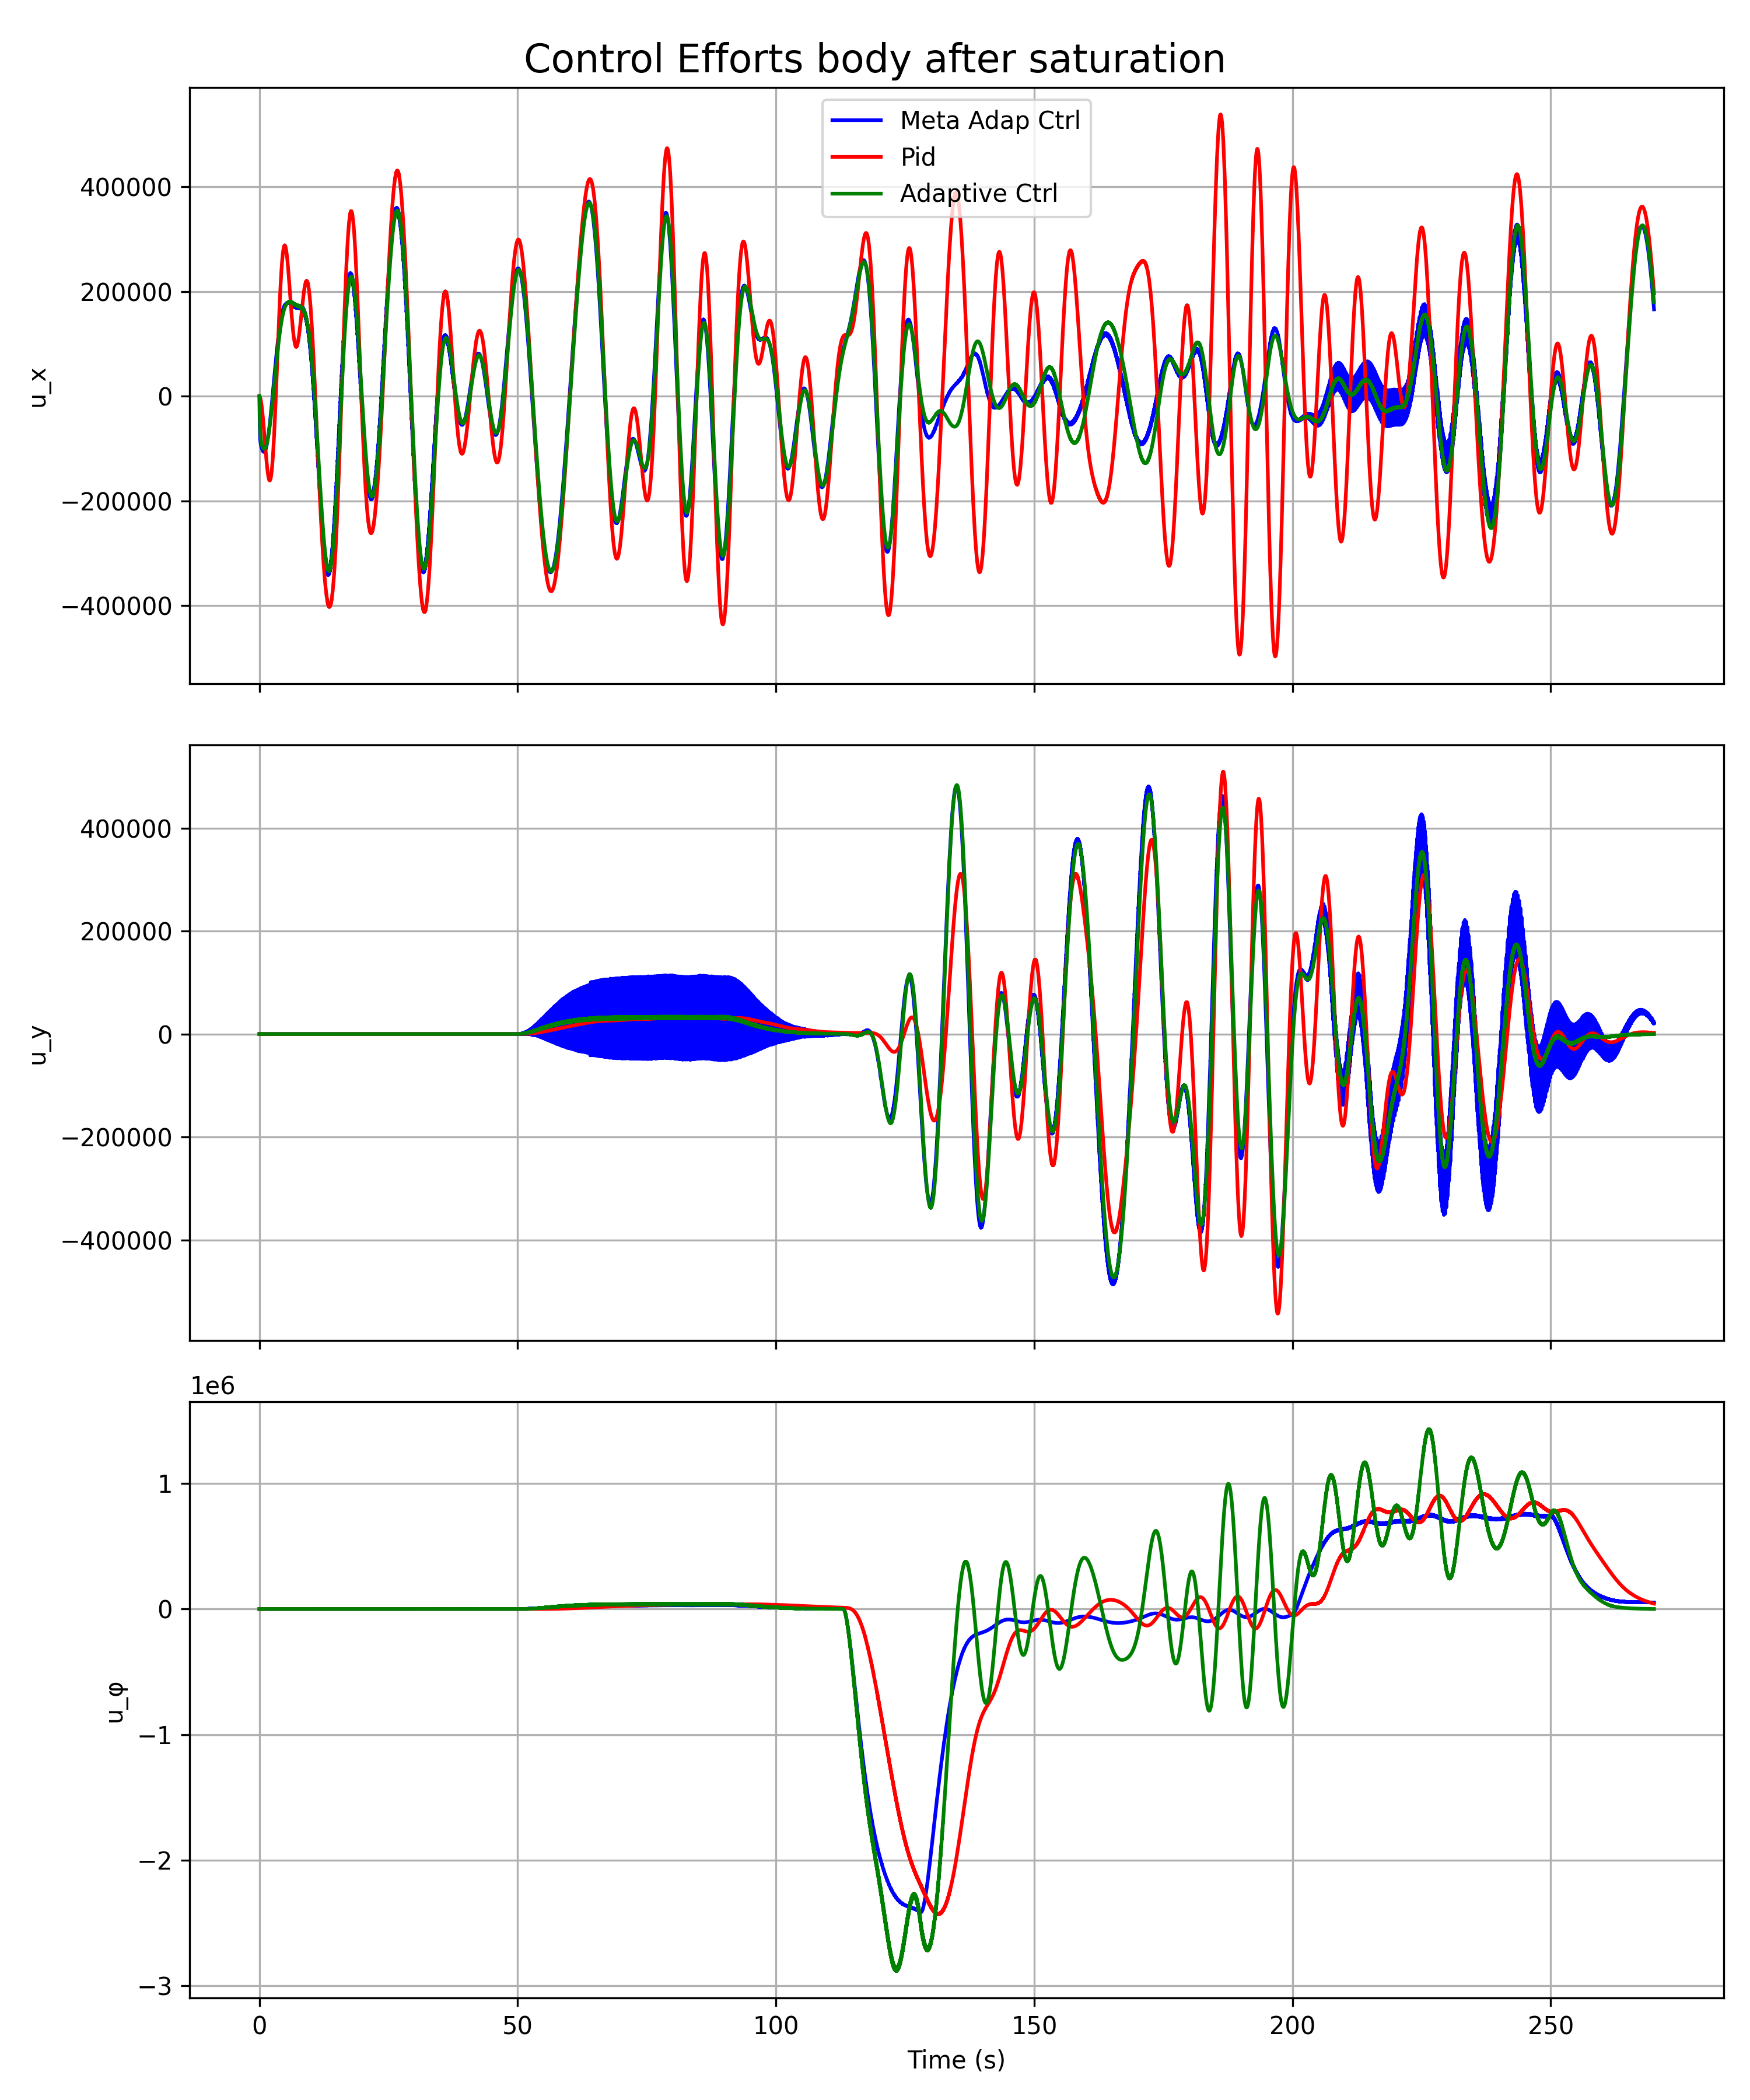 Control Efforts body after saturation
Meta Adap Ctrl
Pid
Adaptive Ctrl
400000
200000
0
−200000
−400000
u_x
400000
200000
0
−200000
−400000
u_y
1e6
1
0
−1
−2
−3
u_φ
0 50 100 150 200 250
Time (s)